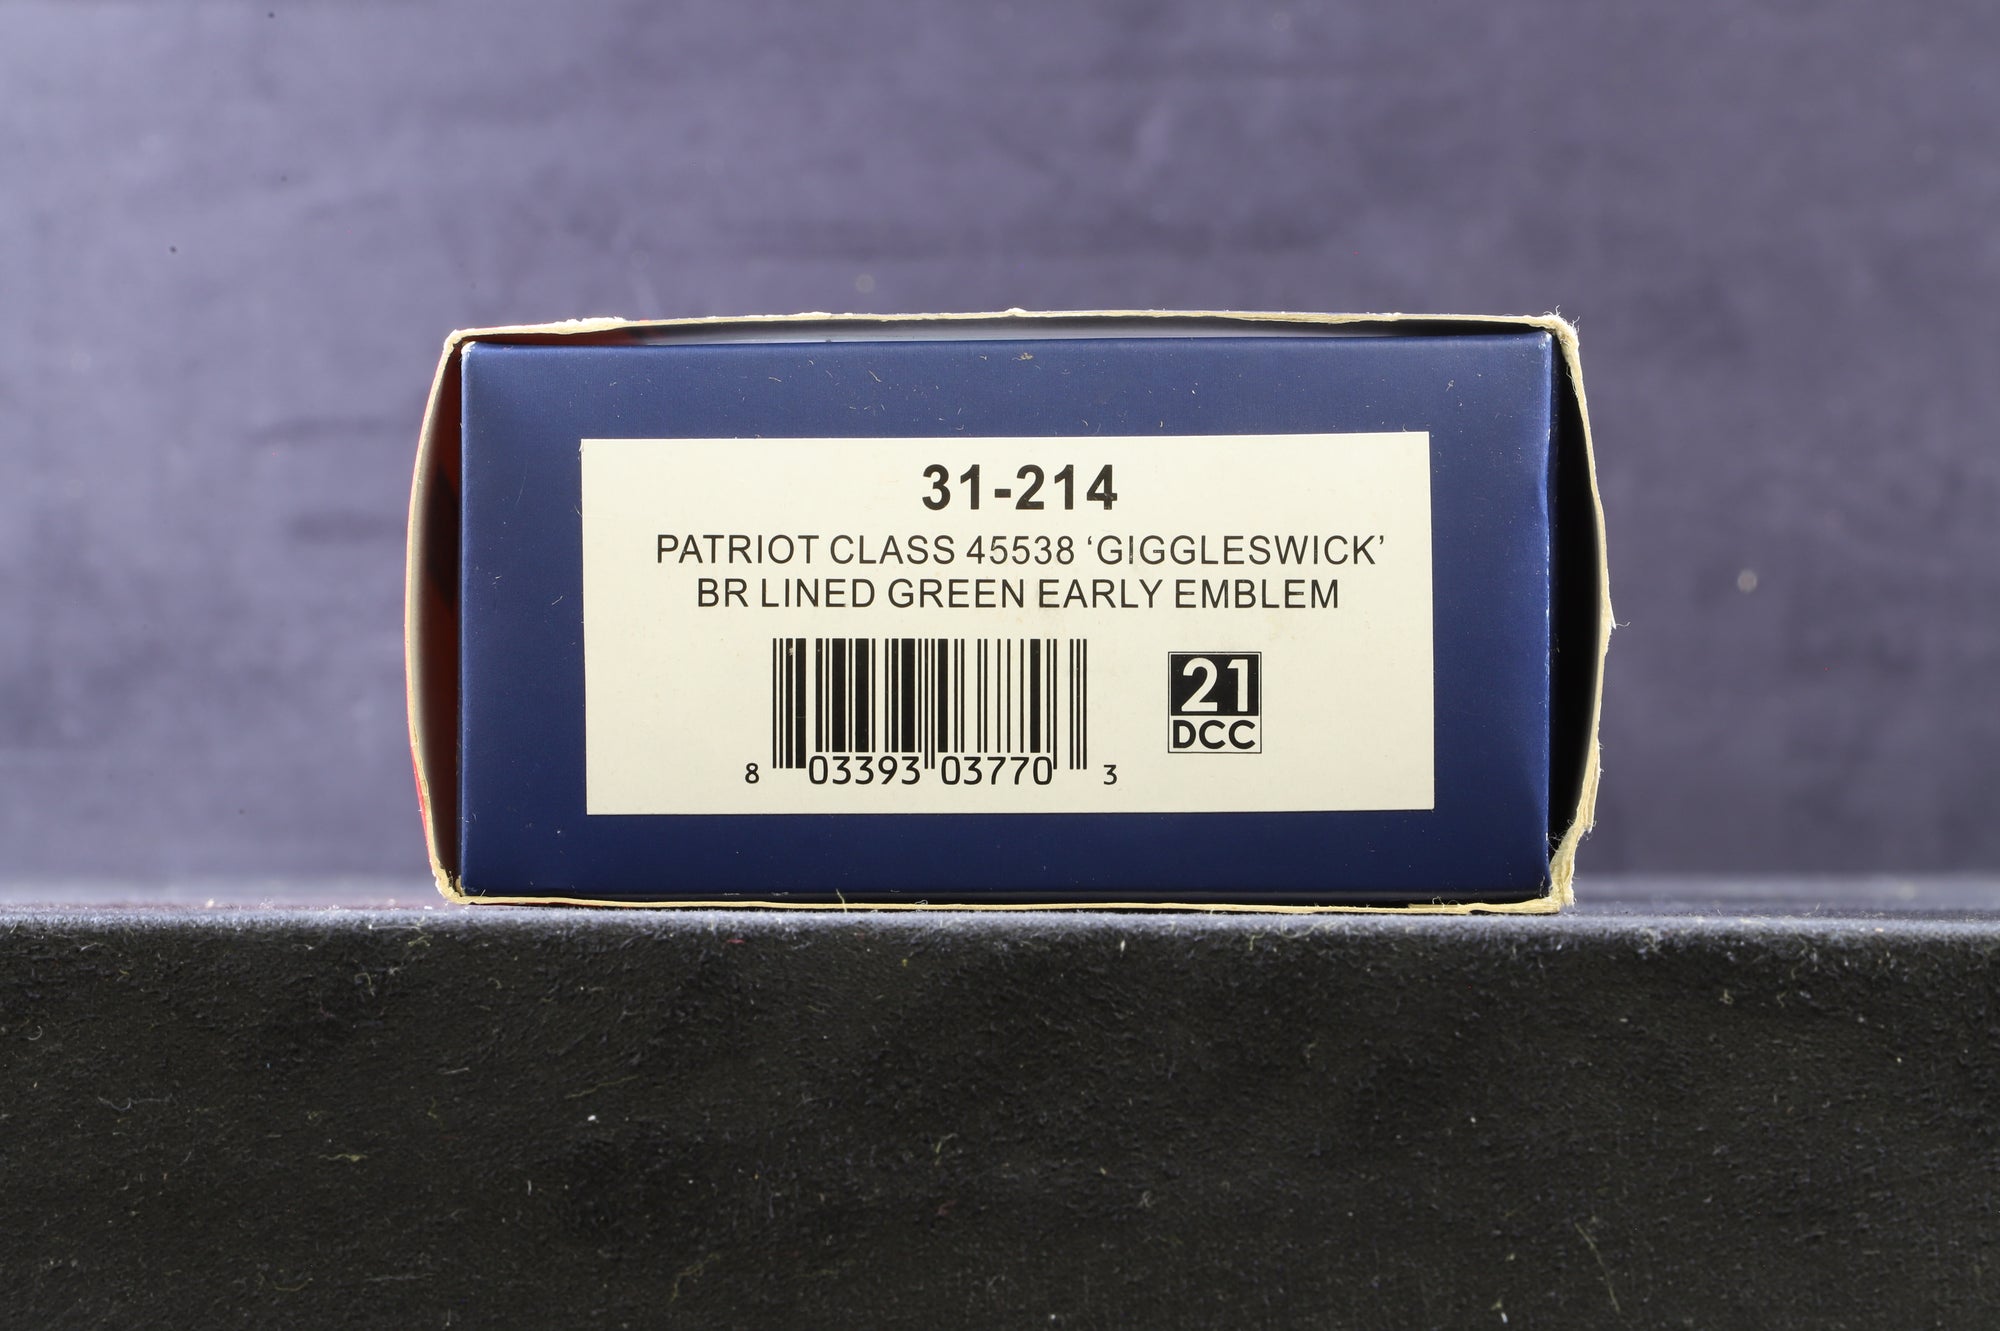 31-214
PATRIOT CLASS 45538 ‘GIGGLESWICK’
BR LINED GREEN EARLY EMBLEM
21
DCC
8 03393 03770 3